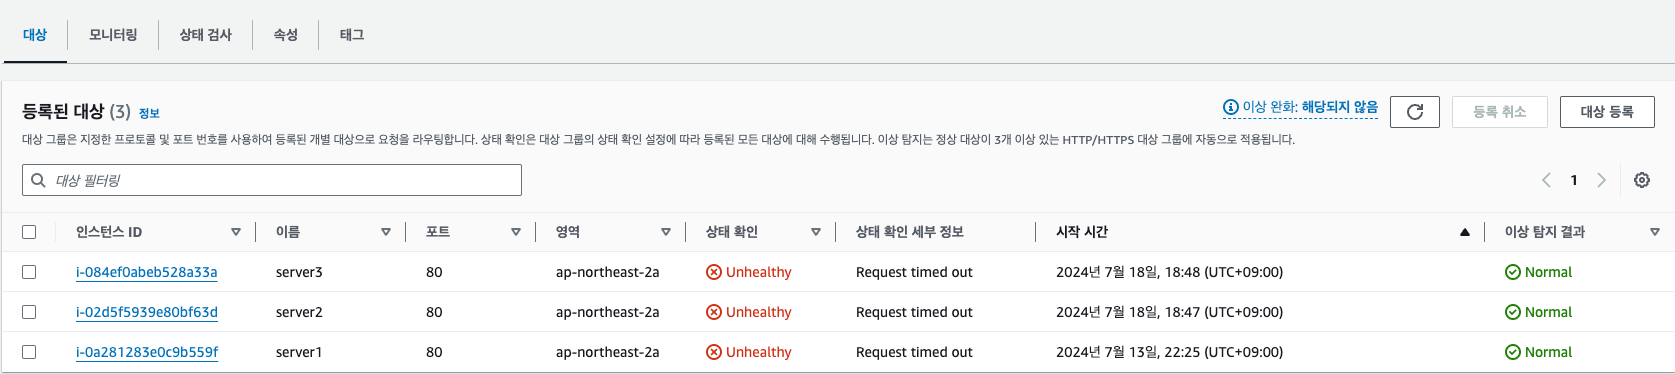 대상 모니터링 상태 검사 속성 태그
등록된 대상 (3) 정보
이상 완화: 해당되지 않음 등록 취소 대상 등록
대상 그룹은 지정한 프로토콜 및 포트 번호를 사용하여 등록된 개별 대상으로 요청을 라우팅합니다. 상태 확인은 대상 그룹의 상태 확인 설정에 따라 등록된 모든 대상에 대해 수행됩니다. 이상 탐지는 정상 대상이 3개 이상 있는 HTTP/HTTPS 대상 그룹에 자동으로 적용됩니다.
대상 필터링 1
인스턴스 ID 이름 포트 영역 상태 확인 상태 확인 세부 정보 시작 시간 이상 탐지 결과
i-084ef0abeb528a33a server3 80 ap-northeast-2a Unhealthy Request timed out 2024년 7월 18일, 18:48 (UTC+09:00) Normal
i-02d5f5939e80bf63d server2 80 ap-northeast-2a Unhealthy Request timed out 2024년 7월 18일, 18:47 (UTC+09:00) Normal
i-0a281283e0c9b559f server1 80 ap-northeast-2a Unhealthy Request timed out 2024년 7월 13일, 22:25 (UTC+09:00) Normal